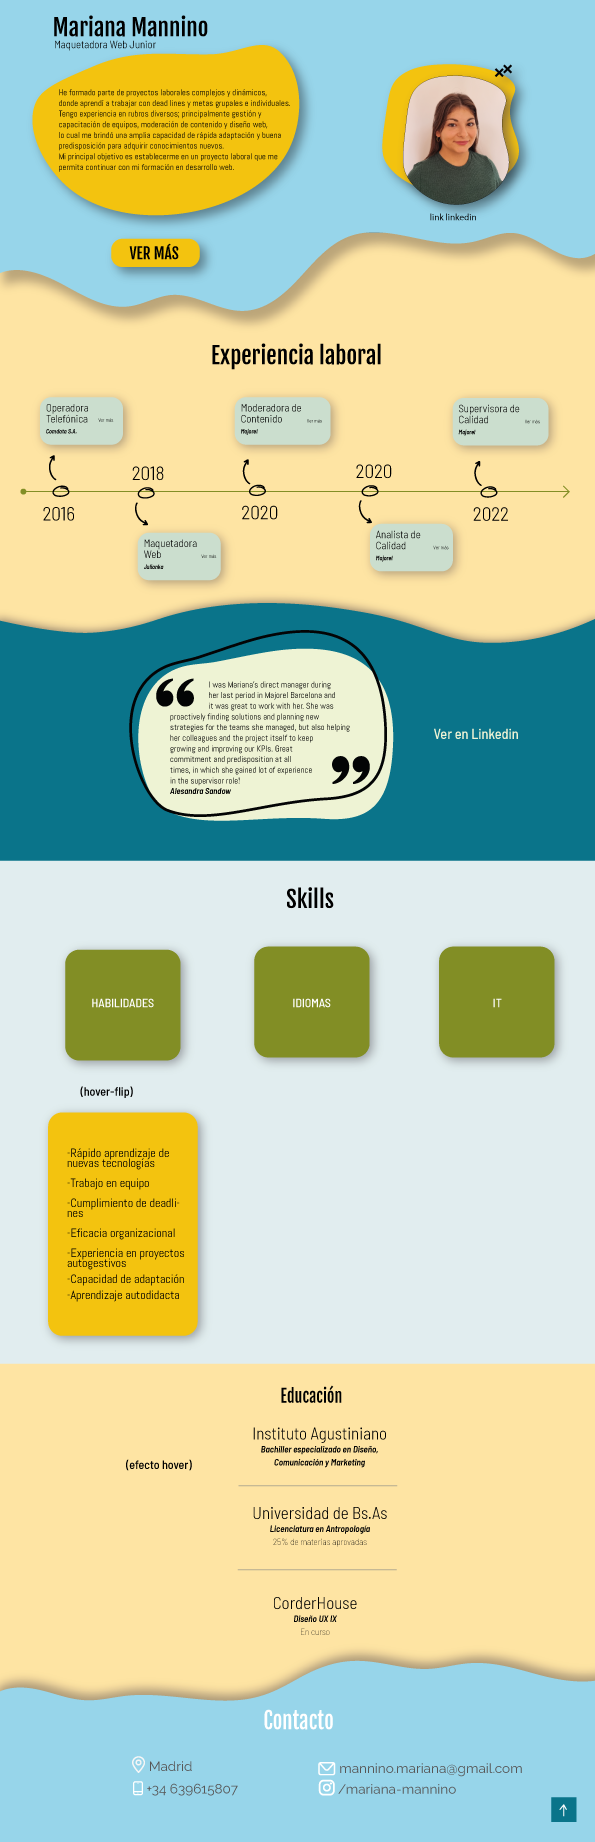 Mariana Mannino
Maquetadora Web Junior
He formado parte de proyectos laborales complejos y dinámicos,
donde aprendí a trabajar con dead lines y metas grupales e individuales.
Tengo experiencia en rubros diversos; principalmente gestión y
capacitación de equipos, moderación de contenido y diseño web,
lo cual me brindó una amplia capacidad de rápida adaptación y buena
predisposición para adquirir conocimientos nuevos.
Mi principal objetivo es establecerme en un proyecto laboral que me
permita continuar con mi formación en desarrollo web.
link linkedin
VER MÁS
Experiencia laboral
Operadora
Telefónica
Ver más
Comdata S.A.
Moderadora de
Contenido
Ver más
Majorel
Supervisora de
Calidad
Ver más
Majorel
2018
2020
2016
2020
2022
Maquetadora
Web
Ver más
Julianka
Analista de
Calidad
Ver más
Majorel
“
I was Mariana's direct manager during
her last period in Majorel Barcelona and
it was great to work with her. She was
proactively finding solutions and planning new
strategies for the teams she managed, but also helping
her colleagues and the project itself to keep
growing and improving our KPIs. Great
commitment and predisposition at all
times, in which she gained lot of experience
in the supervisor role!
”
Alesandra Sandow
Ver en Linkedin
Skills
HABILIDADES
IDIOMAS
IT
(hover-flip)
-Rápido aprendizaje de
nuevas tecnologías
-Trabajo en equipo
-Cumplimiento de deadli-
nes
-Eficacia organizacional
-Experiencia en proyectos
autogestivos
-Capacidad de adaptación
-Aprendizaje autodidacta
Educación
Instituto Agustiniano
Bachiller especializado en Diseño,
Comunicación y Marketing
(efecto hover)
Universidad de Bs.As
Licenciatura en Antropología
25% de materias aprovadas
CorderHouse
Diseño UX IX
En curso
Contacto
Madrid
+34 639615807
mannino.mariana@gmail.com
/mariana-mannino